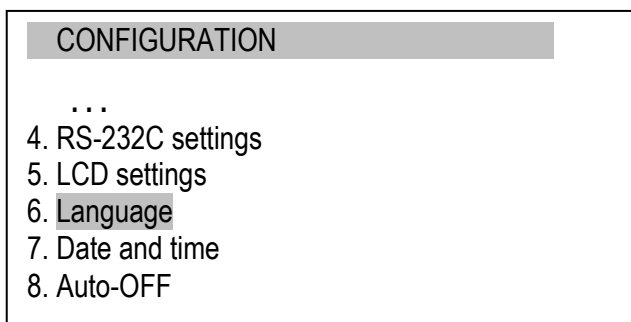 CONFIGURATION
...
4. RS-232C settings
5. LCD settings
6. Language
7. Date and time
8. Auto-OFF